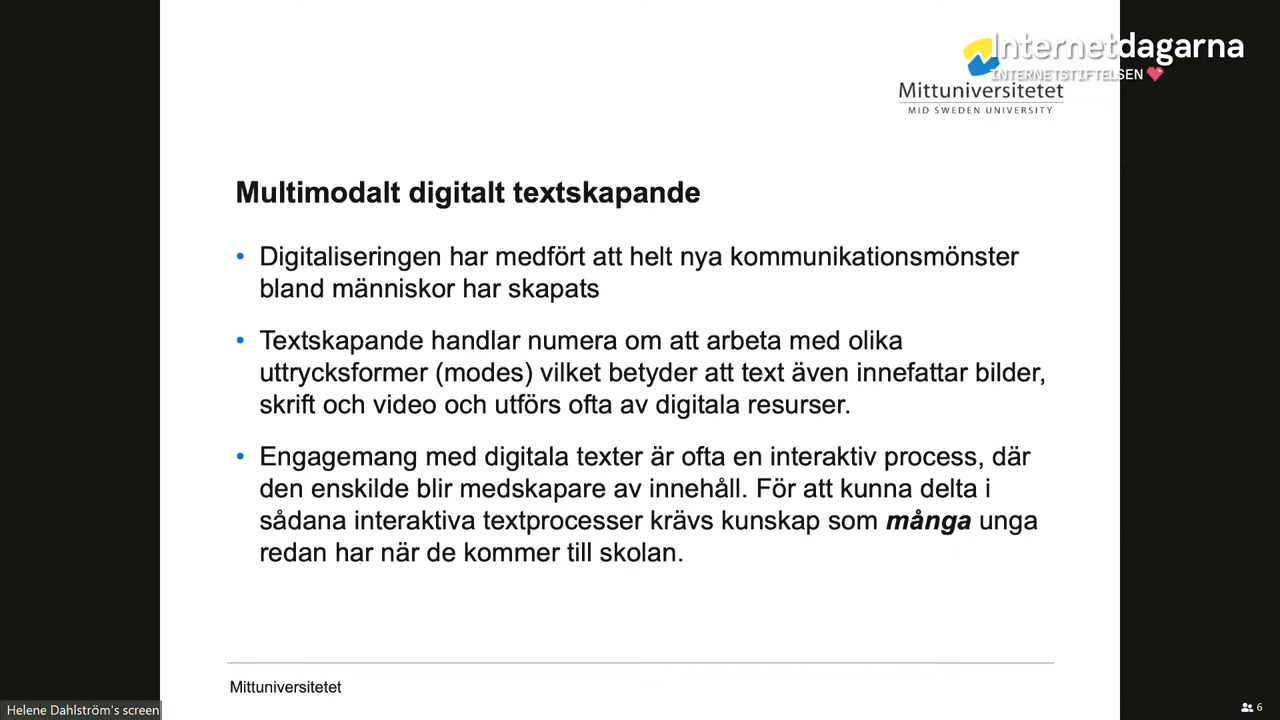 Internetdagarna
INTERNETSTIFTELSEN
Mittuniversitetet
MID SWEDEN UNIVERSITY
Multimodalt digitalt textskapande
• Digitaliseringen har medfört att helt nya kommunikationsmönster
bland människor har skapats
• Textskapande handlar numera om att arbeta med olika
uttrycksformer (modes) vilket betyder att text även innefattar bilder,
skrift och video och utförs ofta av digitala resurser.
• Engagemang med digitala texter är ofta en interaktiv process, där
den enskilde blir medskapare av innehåll. För att kunna delta i
sådana interaktiva textprocesser krävs kunskap som många unga
redan har när de kommer till skolan.
Mittuniversitetet
Helene Dahlström's screen
6